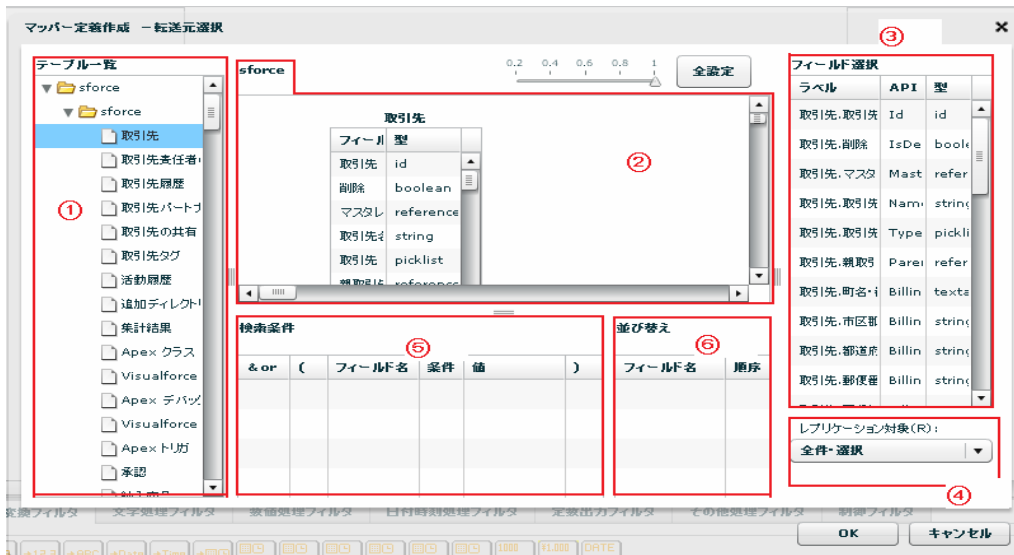 マッパー定義作成 －転送元選択
×
③
テーブル一覧
sforce
sforce
取引先
取引先責任者
取引先履歴
取引先パートナ
取引先の共有
取引先タグ
活動履歴
追加ディレクトリ
集計結果
Apex クラス
Visualforce
Apex デバッグ
Visualforce
Apex トリガ
承認
①
sforce
0.2 0.4 0.6 0.8 1
全設定
取引先
フィール 型
取引先 id
削除 boolean
マスタレ reference
取引先名 string
取引先 picklist
親取引先 reference
②
フィールド選択
ラベル API 型
取引先.取引先 Id id
取引先.削除 IsDe boole
取引先.マスタ Mast refer
取引先.取引先 Nam string
取引先.取引先 Type pickli
取引先.親取引 Paren refer
取引先.町名・ Billin texta
取引先.市区郡 Billin string
取引先.都道府 Billin string
取引先.郵便番 Billin string
検索条件
⑤
& or ( フィールド名 条件 値 )
並び替え
⑥
フィールド名 順序
レプリケーション対象(R):
全件・選択
④
変換フィルタ 文字処理フィルタ 数値処理フィルタ 日付時刻処理フィルタ 定数出力フィルタ その他処理フィルタ 制御フィルタ
OK キャンセル